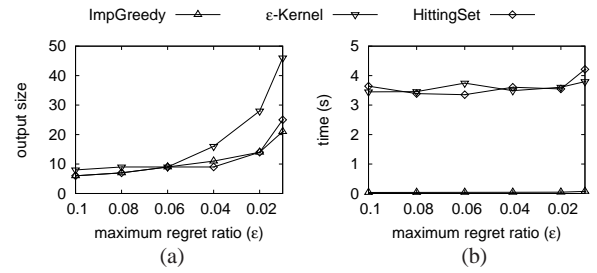 ImpGreedy ε-Kernel HittingSet
50
40
30
20
10
0
output size
0.1 0.08 0.06 0.04 0.02
maximum regret ratio (ε)
(a)
5
4
3
2
1
0
time (s)
0.1 0.08 0.06 0.04 0.02
maximum regret ratio (ε)
(b)